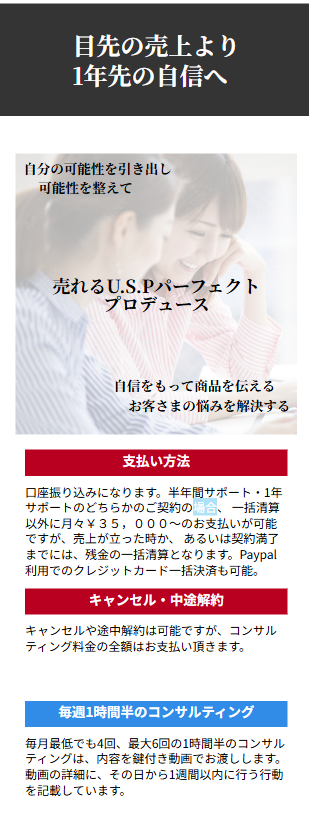 目先の売上より
1年先の自信へ
自分の可能性を引き出し
可能性を整えて
売れるU.S.Pパーフェクト
プロデュース
自信をもって商品を伝える
お客さまの悩みを解決する
支払い方法
口座振り込みになります。半年間サポート・1年
サポートのどちらかのご契約の場合、 一括清算
以外に月々￥３５，０００～のお支払いが可能
ですが、売上が立った時か、 あるいは契約満了
までには、残金の一括清算となります。Paypal
利用でのクレジットカード一括決済も可能。
キャンセル・中途解約
キャンセルや途中解約は可能ですが、コンサル
ティング料金の全額はお支払い頂きます。
毎週1時間半のコンサルティング
毎月最低でも4回、最大6回の1時間半のコンサル
ティングは、内容を鍵付き動画でお渡しします。
動画の詳細に、その日から1週間以内に行う行動
を記載しています。